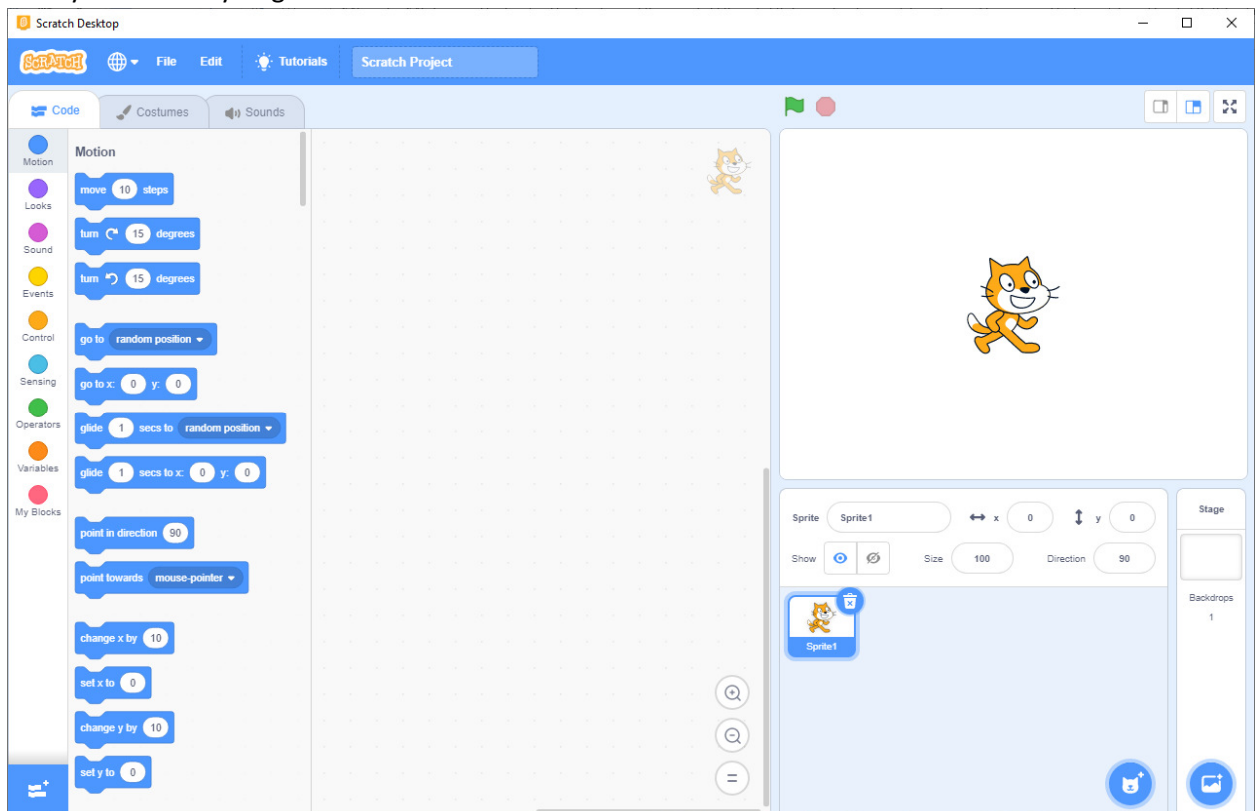 Scratch Desktop
SCRATCH File Edit Tutorials Scratch Project
Code Costumes Sounds
Motion
Looks
Sound
Events
Control
Sensing
Operators
Variables
My Blocks
Motion
move 10 steps
turn 15 degrees
turn 15 degrees
go to random position
go to x: 0 y: 0
glide 1 secs to random position
glide 1 secs to x: 0 y: 0
point in direction 90
point towards mouse-pointer
change x by 10
set x to 0
change y by 10
set y to 0
Sprite Sprite1 x 0 y 0
Show Size 100 Direction 90
Sprite1
Stage
Backdrops
1